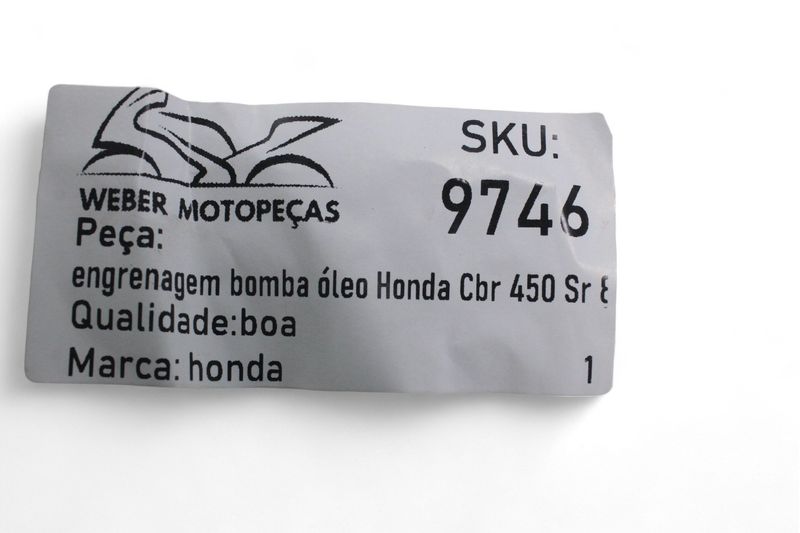 WEBER MOTOPEÇAS
SKU:
9746
Peça:
engrenagem bomba óleo Honda Cbr 450 Sr
Qualidade:boa
Marca: honda
1